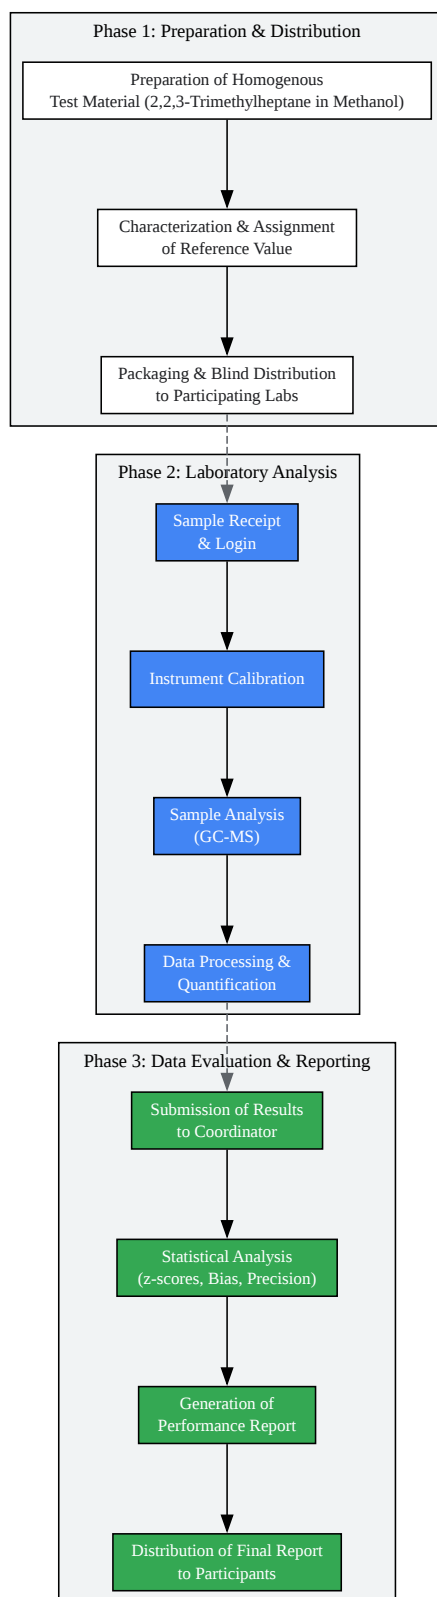 Phase 1: Preparation & Distribution
Preparation of Homogenous
Test Material (2,2,3-Trimethylheptane in Methanol)
Characterization & Assignment
of Reference Value
Packaging & Blind Distribution
to Participating Labs
Phase 2: Laboratory Analysis
Sample Receipt
& Login
Instrument Calibration
Sample Analysis
(GC-MS)
Data Processing &
Quantification
Phase 3: Data Evaluation & Reporting
Submission of Results
to Coordinator
Statistical Analysis
(z-scores, Bias, Precision)
Generation of
Performance Report
Distribution of Final Report
to Participants